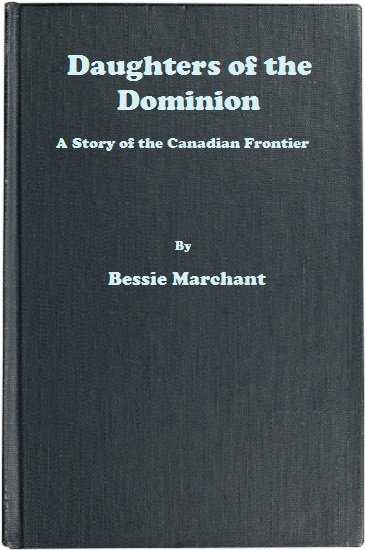 Daughters of the
Dominion
A Story of the Canadian Frontier
By
Bessie Marchant